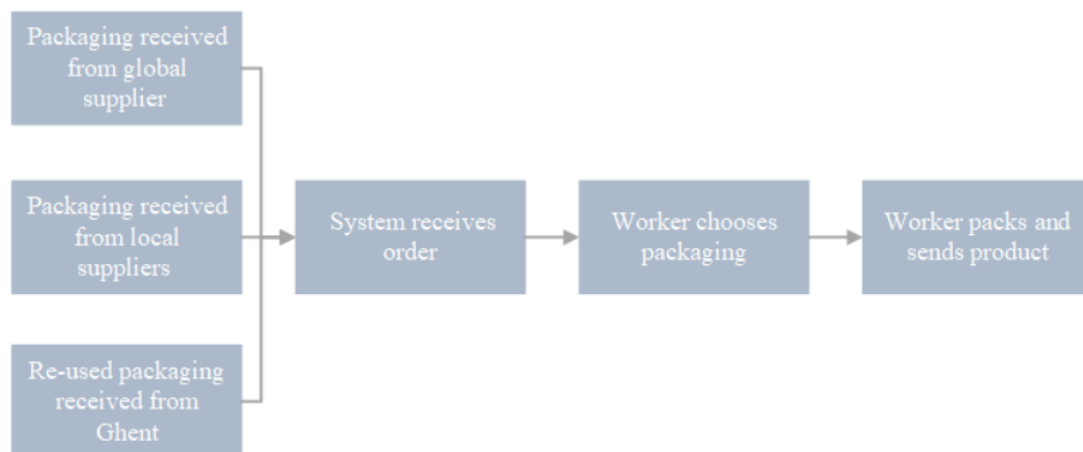 Packaging received
from global
supplier
Packaging received
from local
suppliers
Re-used packaging
received from
Ghent
System receives
order
Worker chooses
packaging
Worker packs and
sends product